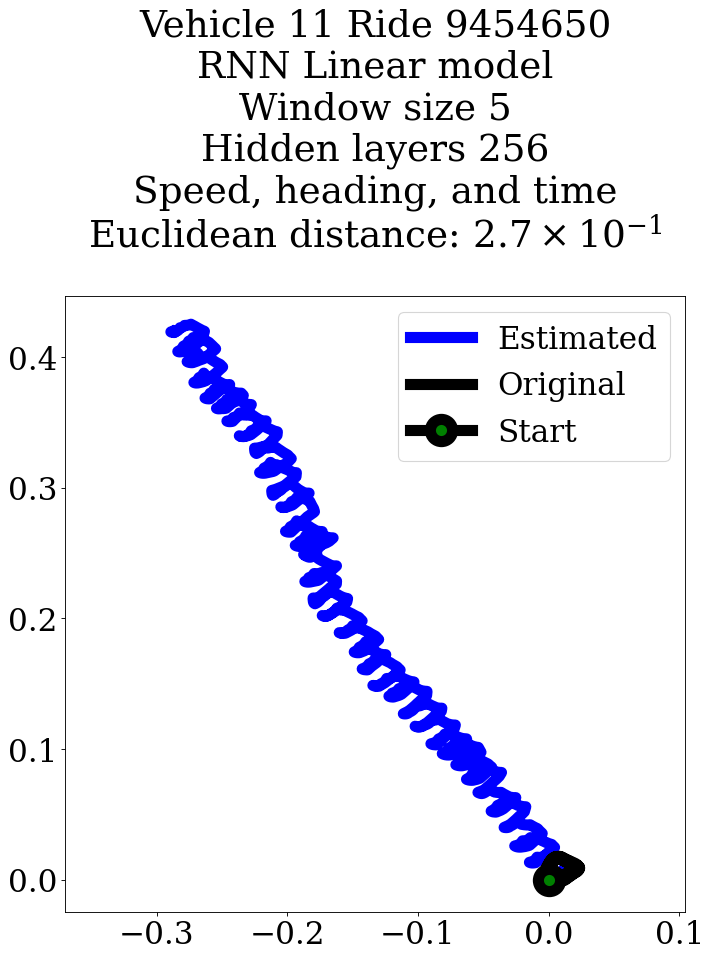 Vehicle 11 Ride 9454650
RNN Linear model
Window size 5
Hidden layers 256
Speed, heading, and time
Euclidean distance: 2.7 × 10⁻¹
Estimated
Original
Start
0.4
0.3
0.2
0.1
0.0
−0.3
−0.2
−0.1
0.0
0.1